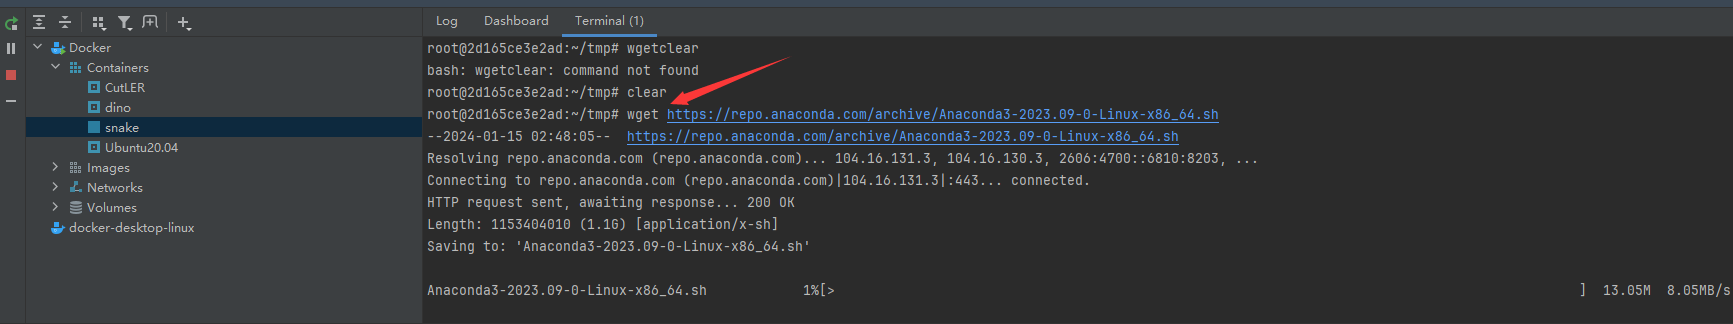 Log Dashboard Terminal (1)
Docker
Containers
CutLER
dino
snake
Ubuntu20.04
Images
Networks
Volumes
docker-desktop-linux
root@2d165ce3e2ad:~/tmp# wgetclear
bash: wgetclear: command not found
root@2d165ce3e2ad:~/tmp# clear
root@2d165ce3e2ad:~/tmp# wget https://repo.anaconda.com/archive/Anaconda3-2023.09-0-Linux-x86_64.sh
--2024-01-15 02:48:05--  https://repo.anaconda.com/archive/Anaconda3-2023.09-0-Linux-x86_64.sh
Resolving repo.anaconda.com (repo.anaconda.com)... 104.16.131.3, 104.16.130.3, 2606:4700::6810:8203, ...
Connecting to repo.anaconda.com (repo.anaconda.com)|104.16.131.3|:443... connected.
HTTP request sent, awaiting response... 200 OK
Length: 1153404010 (1.1G) [application/x-sh]
Saving to: 'Anaconda3-2023.09-0-Linux-x86_64.sh'
Anaconda3-2023.09-0-Linux-x86_64.sh 1%[> ] 13.05M 8.05MB/s